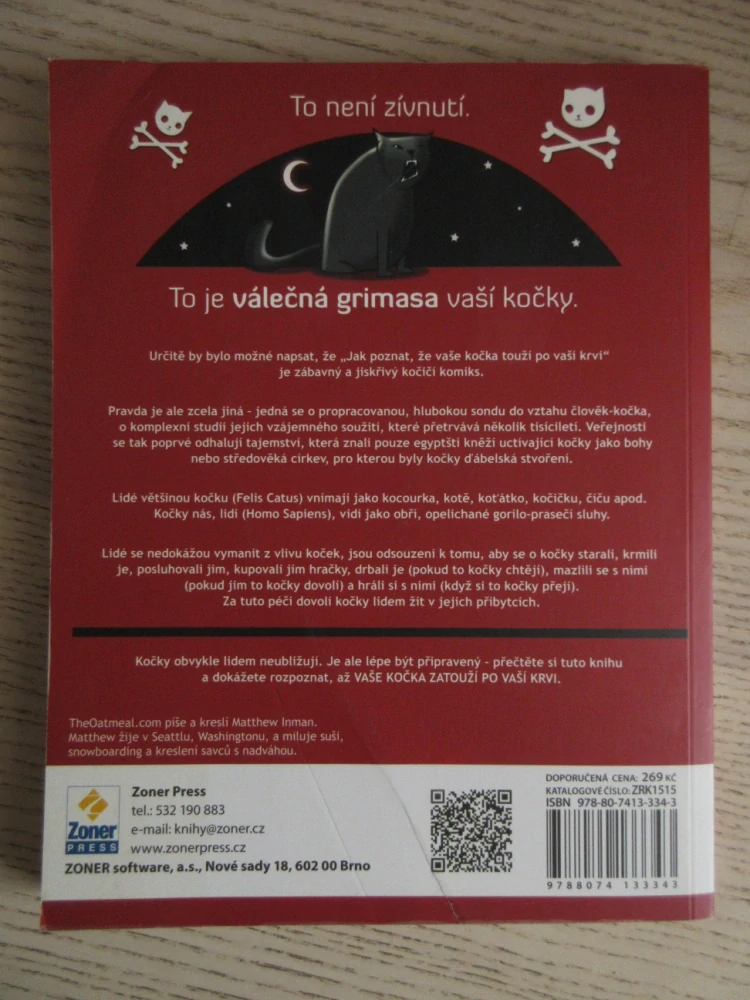 To není zívnutí.
To je válečná grimasa vaší kočky.
Určitě by bylo možné napsat, že „Jak poznat, že vaše kočka touží po vaší krvi“
je zábavný a jiskřivý kočičí komiks.
Pravda je ale zcela jiná - jedná se o propracovanou, hlubokou sondu do vztahu člověk-kočka,
o komplexní studii jejich vzájemného soužití, které přetrvává několik tisíciletí. Veřejnosti
se tak poprvé odhalují tajemství, která znali pouze egyptští kněží uctívající kočky jako bohy
nebo středověká církev, pro kterou byly kočky ďábelská stvoření.
Lidé většinou kočku (Felis Catus) vnímají jako kocourka, kotě, koťátko, kočičku, číču apod.
Kočky nás, lidi (Homo Sapiens), vidí jako obří, opelichané gorilo-prasečí sluhy.
Lidé se nedokážou vymanit z vlivu koček, jsou odsouzeni k tomu, aby se o kočky starali, krmili
je, posluhovali jim, kupovali jim hračky, drbali je (pokud to kočky chtějí), mazlili se s nimi
(pokud jim to kočky dovolí) a hráli si s nimi (když si to kočky přejí).
Za tuto péči dovolí kočky lidem žít v jejich příbytcích.
Kočky obvykle lidem neubližují. Je ale lépe být připravený - přečtěte si tuto knihu
a dokážete rozpoznat, až VAŠE KOČKA ZATOUŽÍ PO VAŠÍ KRVI.
TheOatmeal.com píše a kreslí Matthew Inman.
Matthew žije v Seattlu, Washingtonu, a miluje suši,
snowboarding a kreslení savců s nadváhou.
Zoner
PRESS
Zoner Press
tel.: 532 190 883
e-mail: knihy@zoner.cz
www.zonerpress.cz
ZONER software, a.s., Nové sady 18, 602 00 Brno
DOPORUČENÁ CENA: 269 KČ
KATALOGOVÉ ČÍSLO: ZRK1515
ISBN 978-80-7413-334-3
9 788074 133343